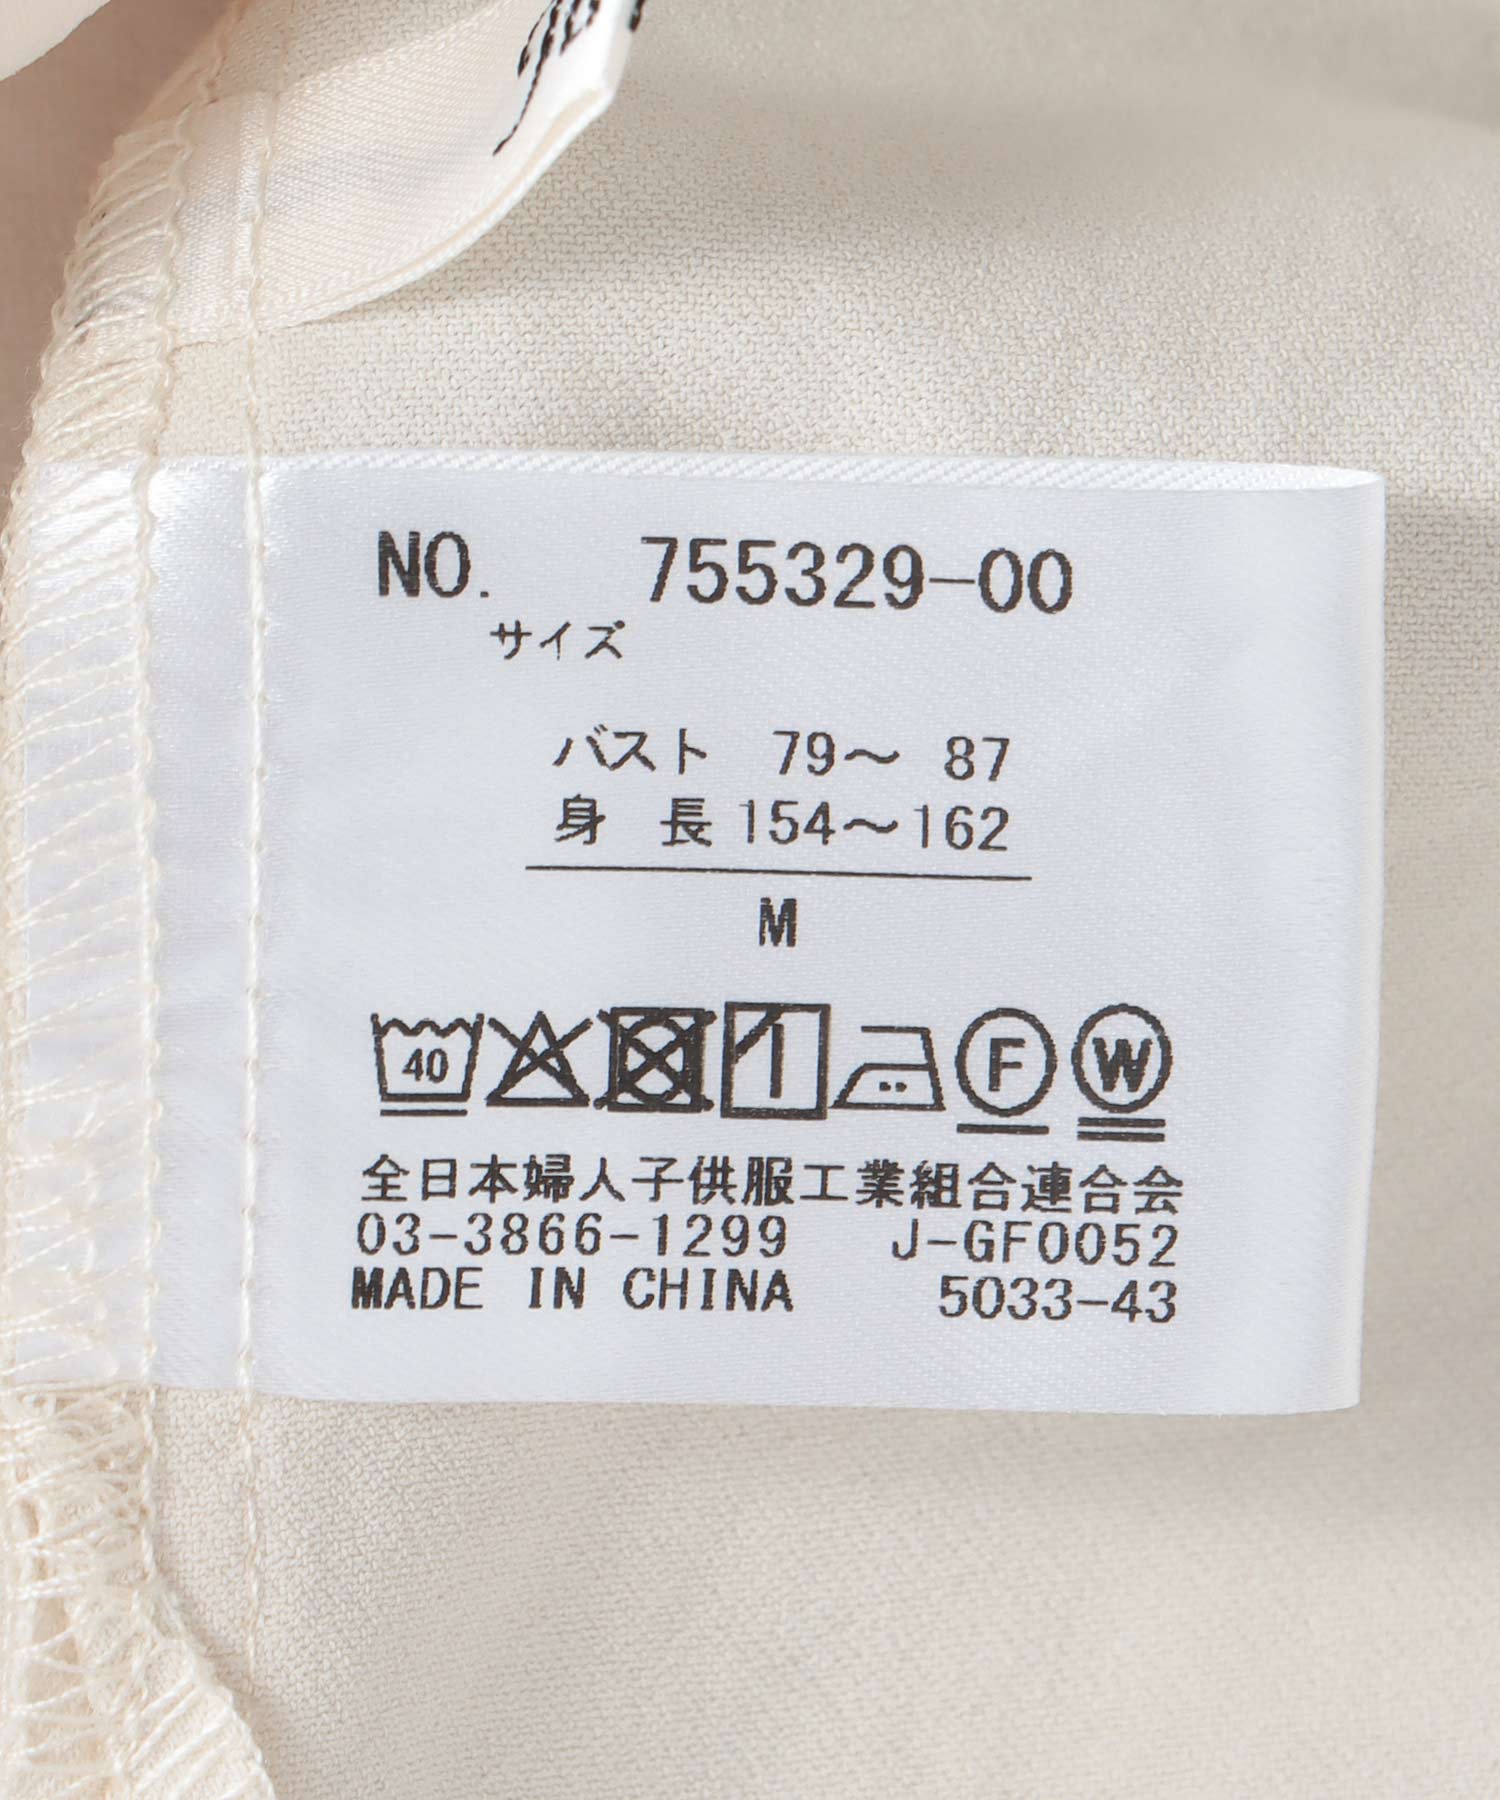 NO. 755329-00
サイズ
バスト 79～ 87
身 長 154～162
M
40 F W
全日本婦人子供服工業組合連合会
03-3866-1299 J-GF0052
MADE IN CHINA 5033-43